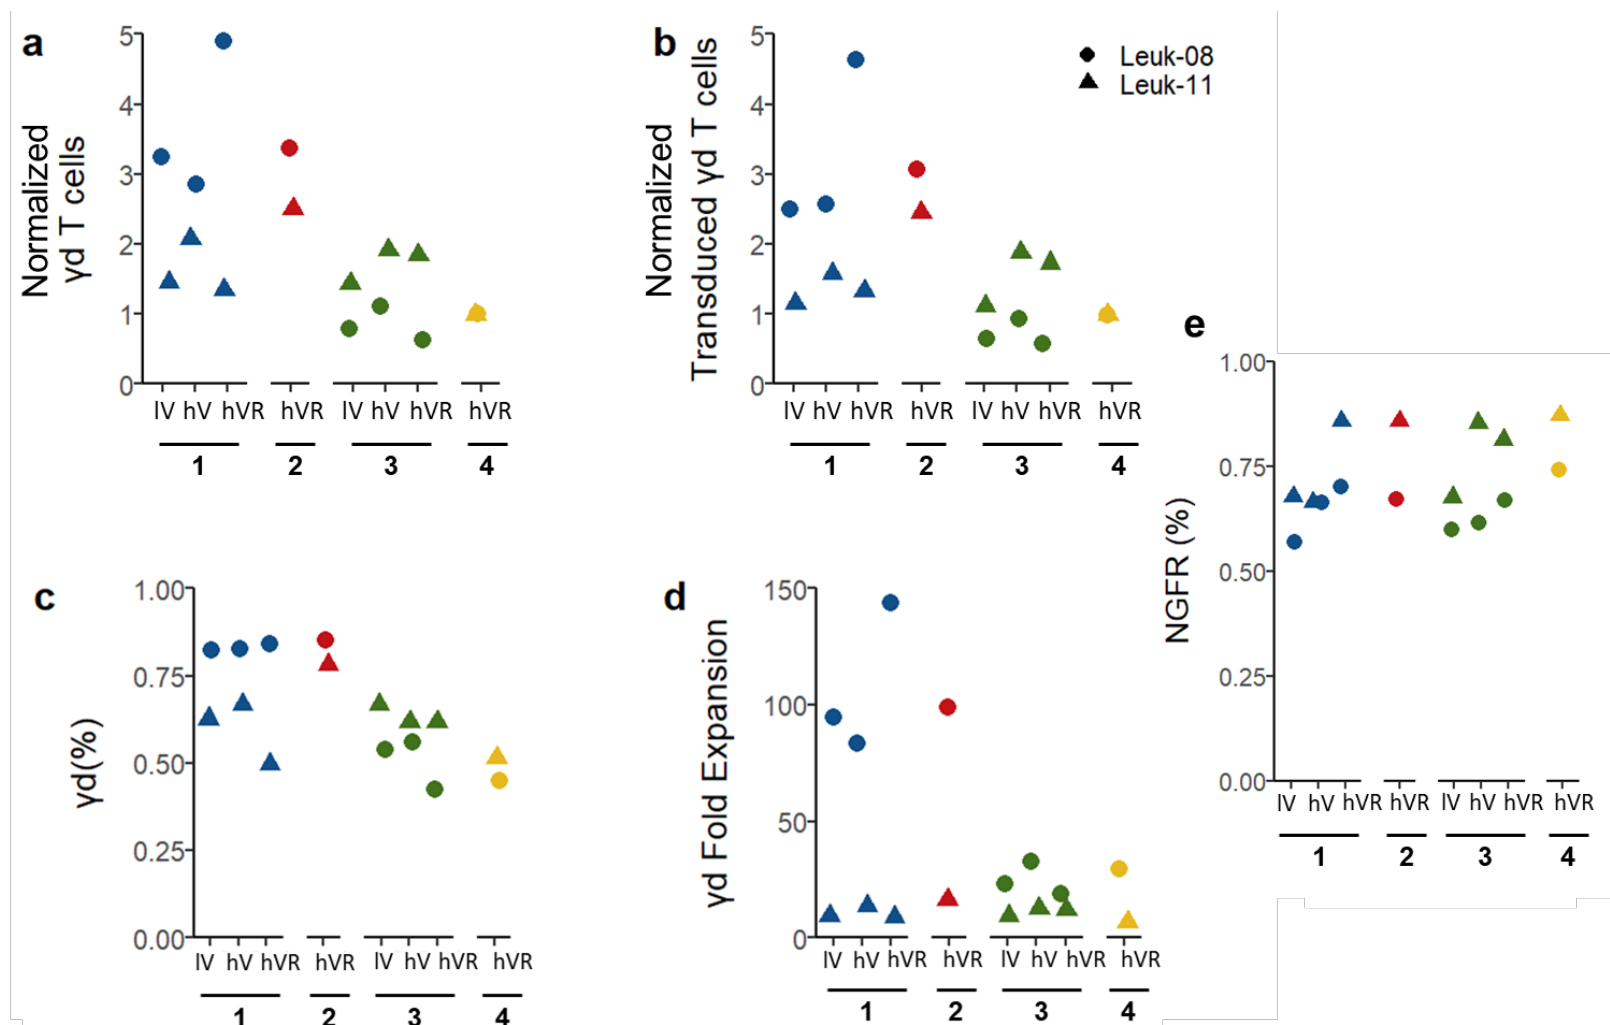 a
Normalized
γd T cells
5
4
3
2
1
0
lV hV hVR hVR lV hV hVR hVR
1 2 3 4
b
Normalized
Transduced γd T cells
5
4
3
2
1
0
Leuk-08
Leuk-11
lV hV hVR hVR lV hV hVR hVR
1 2 3 4
c
γd(%)
1.00
0.75
0.50
0.25
0.00
lV hV hVR hVR lV hV hVR hVR
1 2 3 4
d
γd Fold Expansion
150
100
50
0
lV hV hVR hVR lV hV hVR hVR
1 2 3 4
e
NGFR (%)
1.00
0.75
0.50
0.25
0.00
lV hV hVR hVR lV hV hVR hVR
1 2 3 4